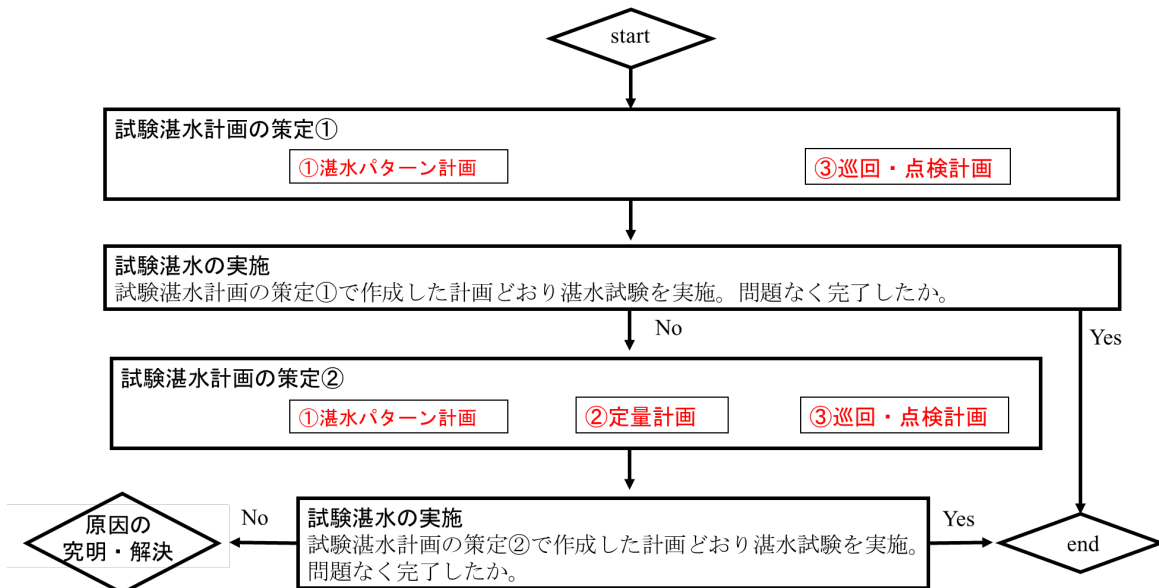 start
試験湛水計画の策定①
①湛水パターン計画
③巡回・点検計画
試験湛水の実施
試験湛水計画の策定①で作成した計画どおり湛水試験を実施。問題なく完了したか。
No
Yes
試験湛水計画の策定②
①湛水パターン計画
②定量計画
③巡回・点検計画
原因の
究明・解決
No
試験湛水の実施
試験湛水計画の策定②で作成した計画どおり湛水試験を実施。
問題なく完了したか。
Yes
end